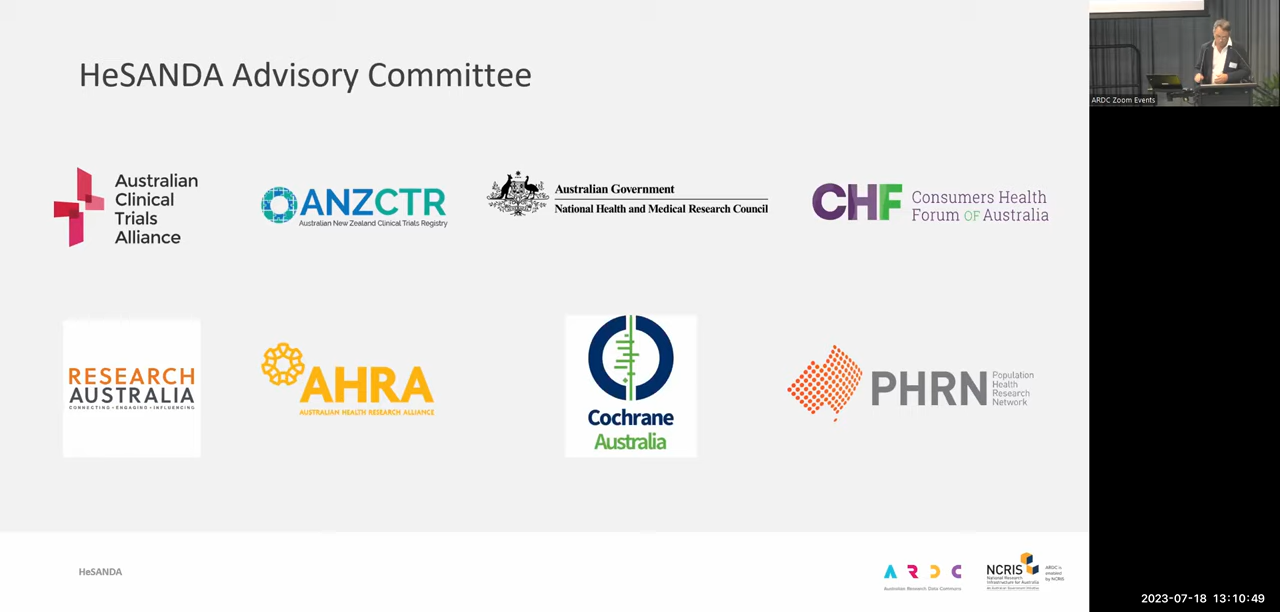 HeSANDA Advisory Committee
ARDC Zoom Events
Australian
Clinical
Trials
Alliance
ANZCTR
Australian New Zealand Clinical Trials Registry
Australian Government
National Health and Medical Research Council
CHF
Consumers Health
Forum OF Australia
RESEARCH
AUSTRALIA
CONNECTING • ENGAGING • INFLUENCING
AHRA
AUSTRALIAN HEALTH RESEARCH ALLIANCE
Cochrane
Australia
PHRN
Population
Health
Research
Network
HeSANDA
ARDC
Australian Research Data Commons
NCRIS
National Research
Infrastructure for Australia
An Australian Government Initiative
ARDC is
enabled
by NCRIS
2023-07-18 13:10:49